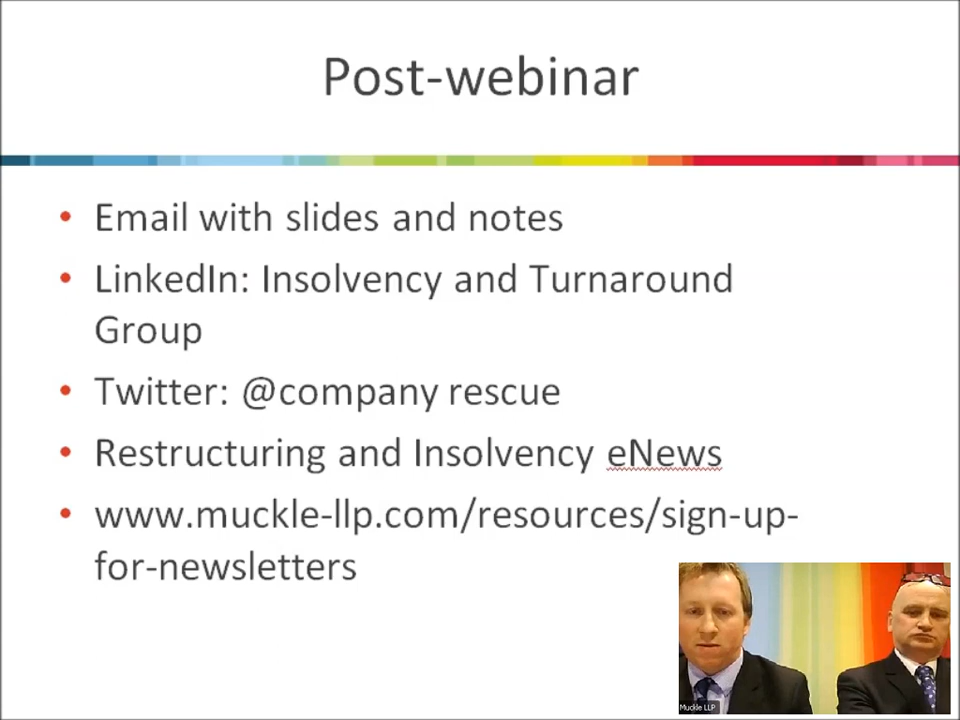 Post-webinar
• Email with slides and notes
• LinkedIn: Insolvency and Turnaround
Group
• Twitter: @company rescue
• Restructuring and Insolvency eNews
• www.muckle-llp.com/resources/sign-up-
for-newsletters
Muckle LLP